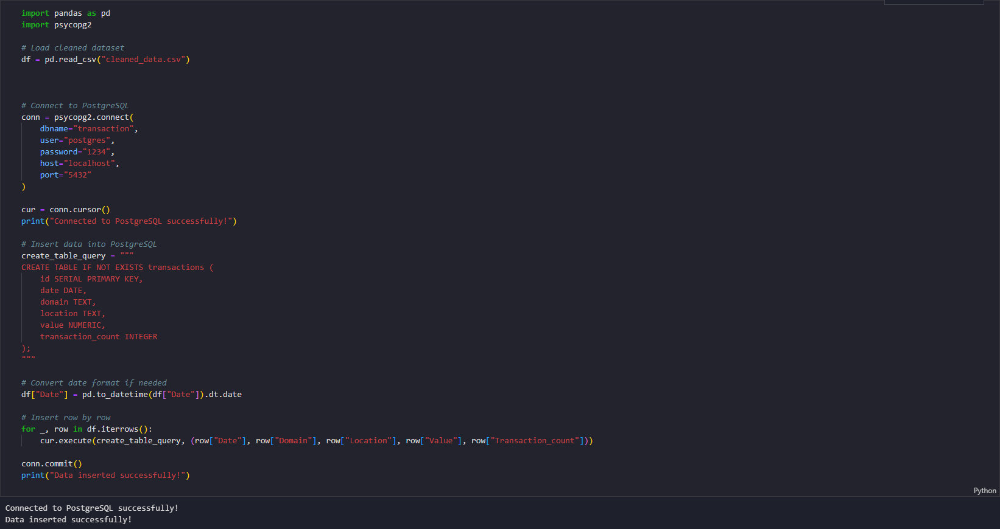 import pandas as pd
import psycopg2
# Load cleaned dataset
df = pd.read_csv("cleaned_data.csv")
# Connect to PostgreSQL
conn = psycopg2.connect(
    dbname="transaction",
    user="postgres",
    password="1234",
    host="localhost",
    port="5432"
)
cur = conn.cursor()
print("Connected to PostgreSQL successfully!")
# Insert data into PostgreSQL
create_table_query = """
CREATE TABLE IF NOT EXISTS transactions (
    id SERIAL PRIMARY KEY,
    date DATE,
    domain TEXT,
    location TEXT,
    value NUMERIC,
    transaction_count INTEGER
);
"""
# Convert date format if needed
df["Date"] = pd.to_datetime(df["Date"]).dt.date
# Insert row by row
for _, row in df.iterrows():
    cur.execute(create_table_query, (row["Date"], row["Domain"], row["Location"], row["Value"], row["Transaction_count"]))
conn.commit()
print("Data inserted successfully!")
Python
Connected to PostgreSQL successfully!
Data inserted successfully!